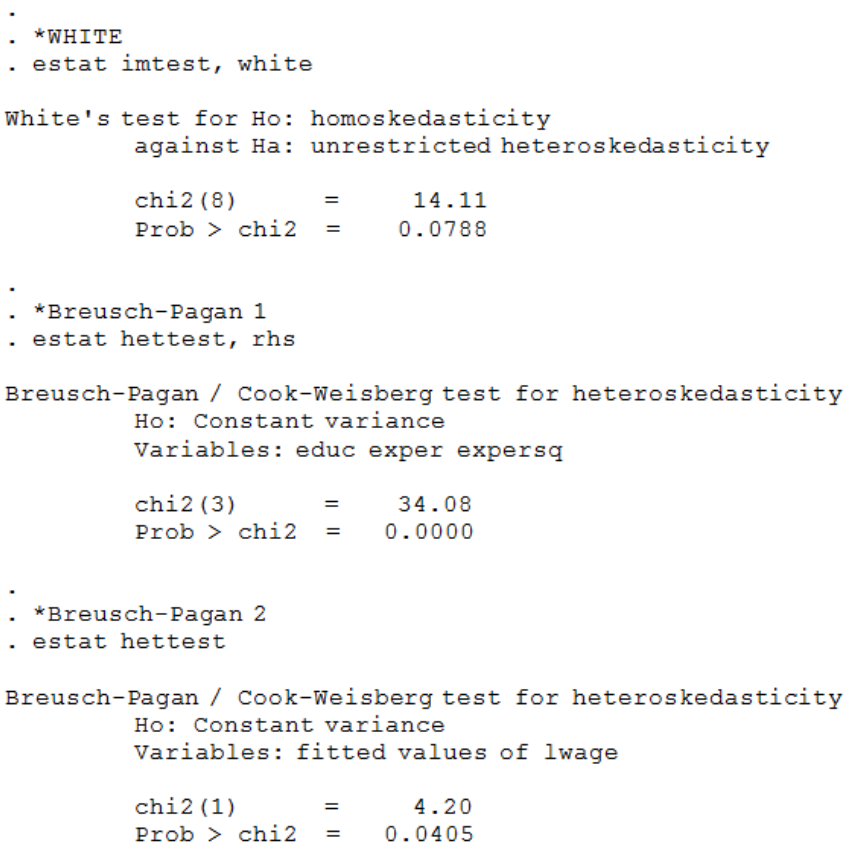 .
. *WHITE
. estat imtest, white
White's test for Ho: homoskedasticity
against Ha: unrestricted heteroskedasticity
chi2(8) = 14.11
Prob > chi2 = 0.0788
.
. *Breusch-Pagan 1
. estat hettest, rhs
Breusch-Pagan / Cook-Weisberg test for heteroskedasticity
Ho: Constant variance
Variables: educ exper expersq
chi2(3) = 34.08
Prob > chi2 = 0.0000
.
. *Breusch-Pagan 2
. estat hettest
Breusch-Pagan / Cook-Weisberg test for heteroskedasticity
Ho: Constant variance
Variables: fitted values of lwage
chi2(1) = 4.20
Prob > chi2 = 0.0405